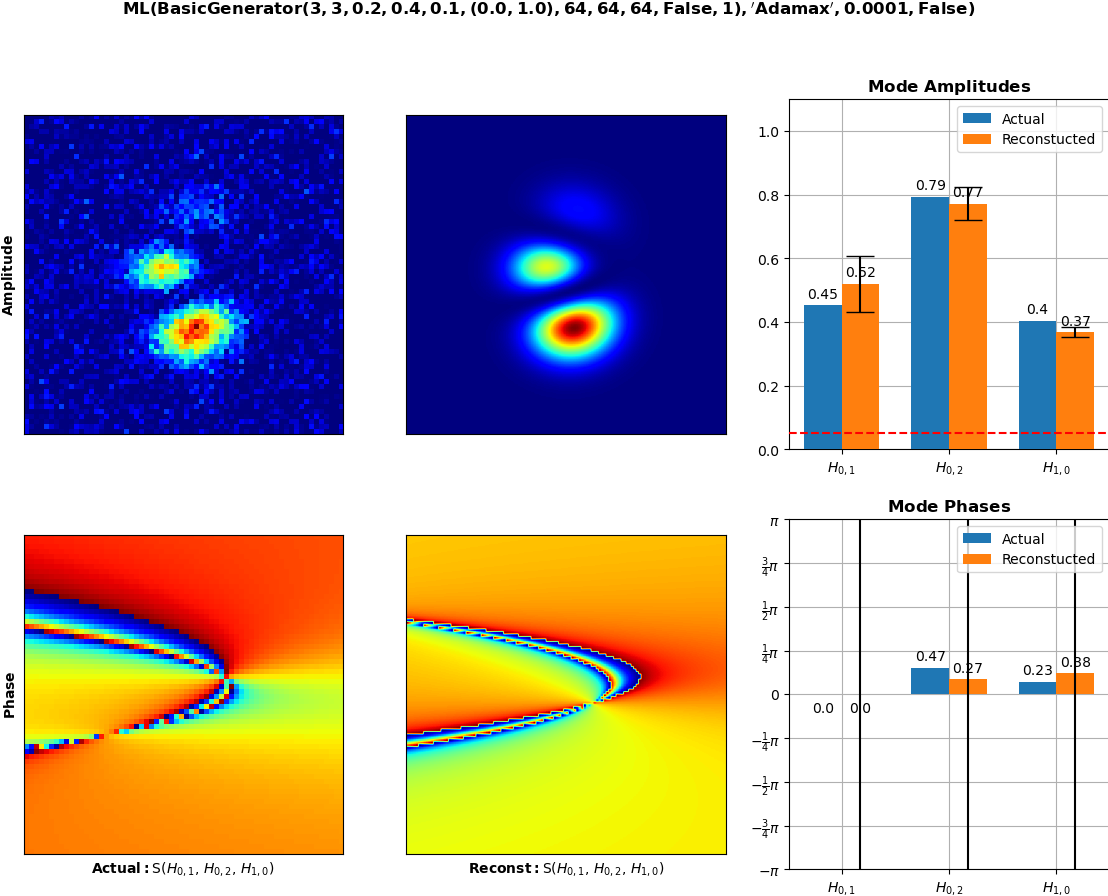 ML(BasicGenerator(3, 3, 0.2, 0.4, 0.1, (0.0, 1.0), 64, 64, 64, False, 1), ′Adamax′, 0.0001, False)
Amplitude
Mode Amplitudes
Actual
Reconstucted
1.0
0.8
0.6
0.4
0.2
0.0
0.45
0.52
0.79
0.77
0.4
0.37
H0,1
H0,2
H1,0
Phase
Actual: S(H0,1, H0,2, H1,0)
Reconst: S(H0,1, H0,2, H1,0)
Mode Phases
Actual
Reconstucted
π
3/4π
1/2π
1/4π
0
−1/4π
−1/2π
−3/4π
−π
0.0
0.0
0.47
0.27
0.23
0.38
H0,1
H0,2
H1,0